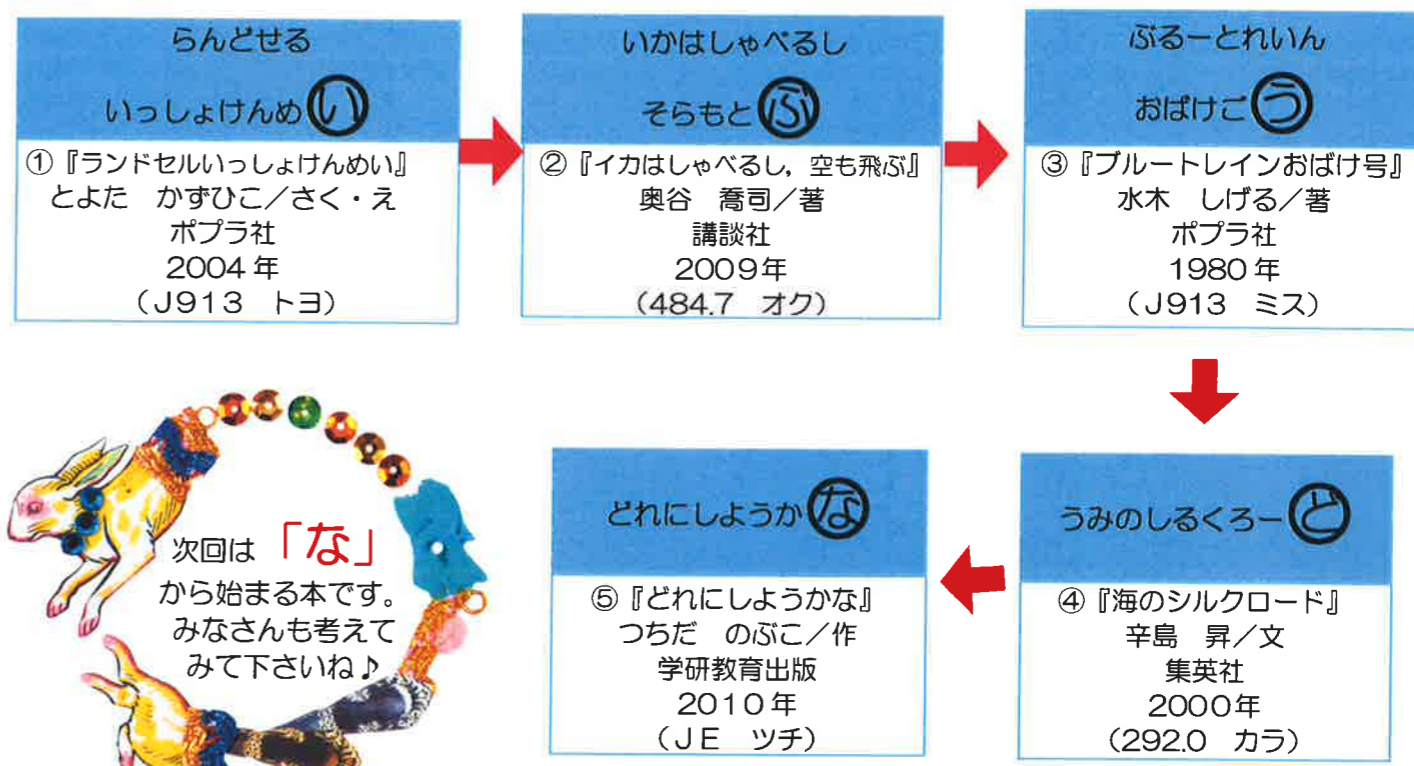 らんどせる
いっしょけんめい
①『ランドセルいっしょけんめい』
とよた　かずひこ／さく・え
ポプラ社
2004年
（J913　トヨ）
いかはしゃべるし
そらもとぶ
②『イカはしゃべるし，空も飛ぶ』
奥谷　喬司／著
講談社
2009年
（484.7　オク）
ぶるーとれいん
おばけごう
③『ブルートレインおばけ号』
水木　しげる／著
ポプラ社
1980年
（J913　ミズ）
うみのしるくろーど
④『海のシルクロード』
辛島　昇／文
集英社
2000年
（292.0　カラ）
どれにしようかな
⑤『どれにしようかな』
つちだ　のぶこ／作
学研教育出版
2010年
（JE　ツチ）
次回は「な」
から始まる本です。
みなさんも考えて
みて下さいね♪